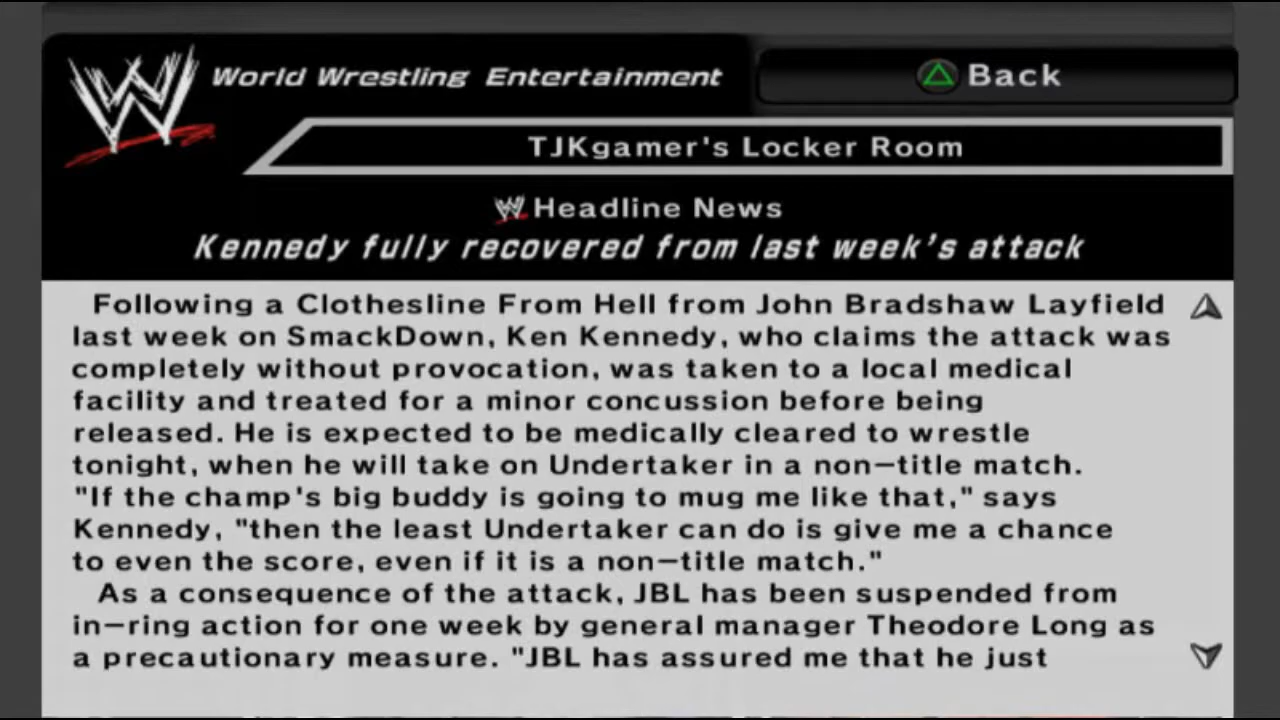 World Wrestling Entertainment
Back
TJKgamer's Locker Room
Headline News
Kennedy fully recovered from last week's attack
Following a Clothesline From Hell from John Bradshaw Layfield
last week on SmackDown, Ken Kennedy, who claims the attack was
completely without provocation, was taken to a local medical
facility and treated for a minor concussion before being
released. He is expected to be medically cleared to wrestle
tonight, when he will take on Undertaker in a non-title match.
"If the champ's big buddy is going to mug me like that," says
Kennedy, "then the least Undertaker can do is give me a chance
to even the score, even if it is a non-title match."
As a consequence of the attack, JBL has been suspended from
in-ring action for one week by general manager Theodore Long as
a precautionary measure. "JBL has assured me that he just